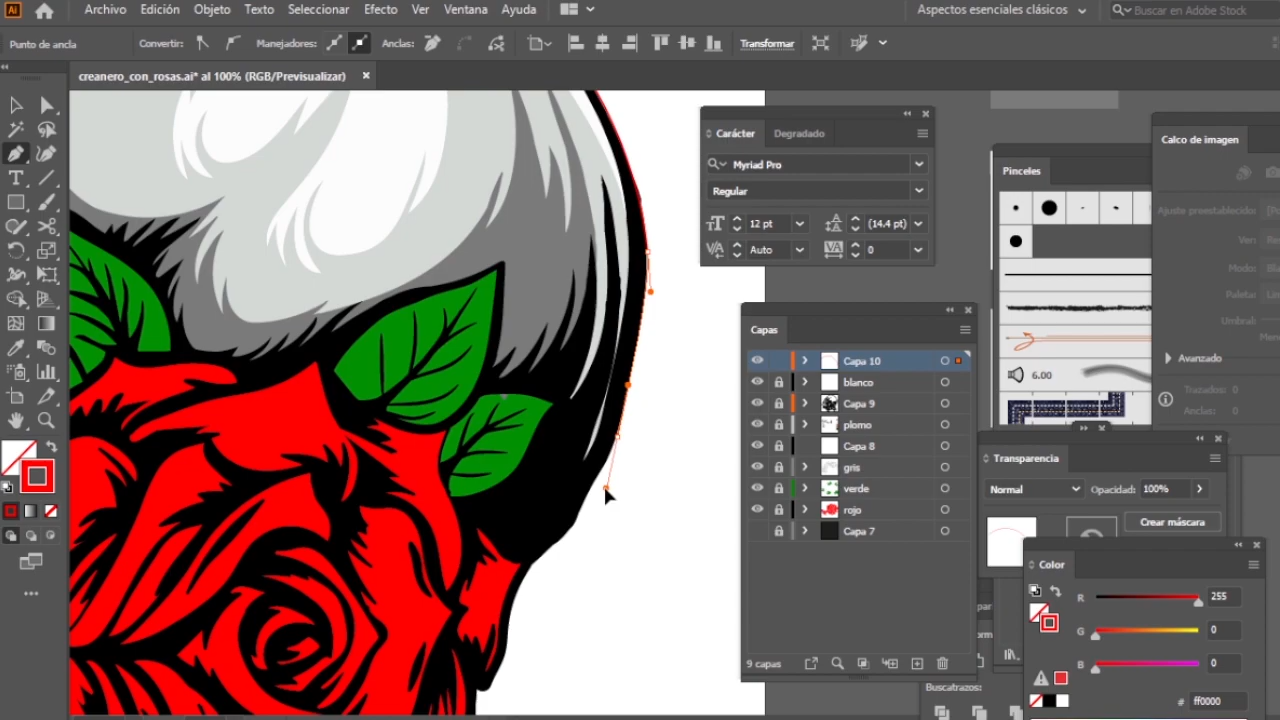 Ai Archivo Edición Objeto Texto Seleccionar Efecto Ver Ventana Ayuda Aspectos esenciales clásicos Buscar en Adobe Stock
Punto de ancla Convertir: Manejadores: Anclas: Transformar
creanero_con_rosas.ai* al 100% (RGB/Previsualizar) ×
Carácter Degradado
Myriad Pro
Regular
12 pt (14.4 pt)
Auto 0
Capas
Capa 10
blanco
Capa 9
plomo
Capa 8
gris
verde
rojo
Capa 7
9 capas
Calco de imagen
Pinceles
Ajuste preestablecido:
Ver:
Modo:
Paleta:
Umbral:
Avanzado
Trazados: 0
Anclas: 0
6.00
Transparencia
Normal Opacidad: 100%
Crear máscara
Color
R 255
G 0
B 0
# ff0000
Buscatrazos: